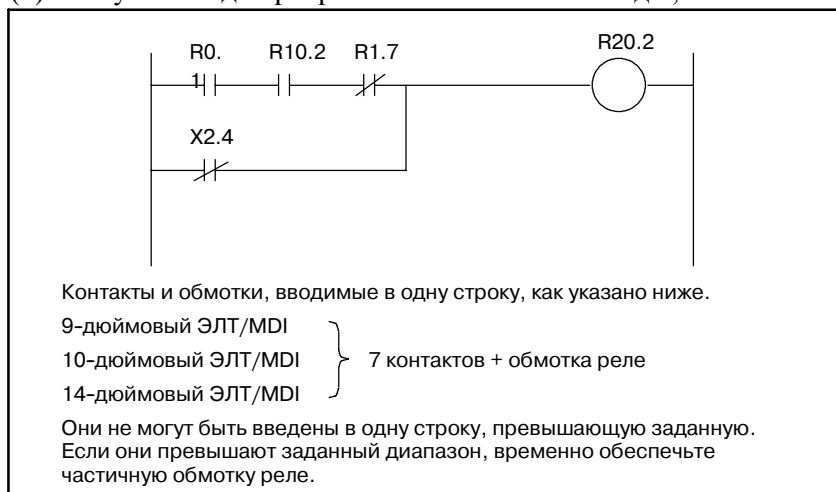 R0.1 R10.2 R1.7 R20.2
X2.4
Контакты и обмотки, вводимые в одну строку, как указано ниже.
9-дюймовый ЭЛТ/MDI
10-дюймовый ЭЛТ/MDI 7 контактов + обмотка реле
14-дюймовый ЭЛТ/MDI
Они не могут быть введены в одну строку, превышающую заданную.
Если они превышают заданный диапазон, временно обеспечьте
частичную обмотку реле.